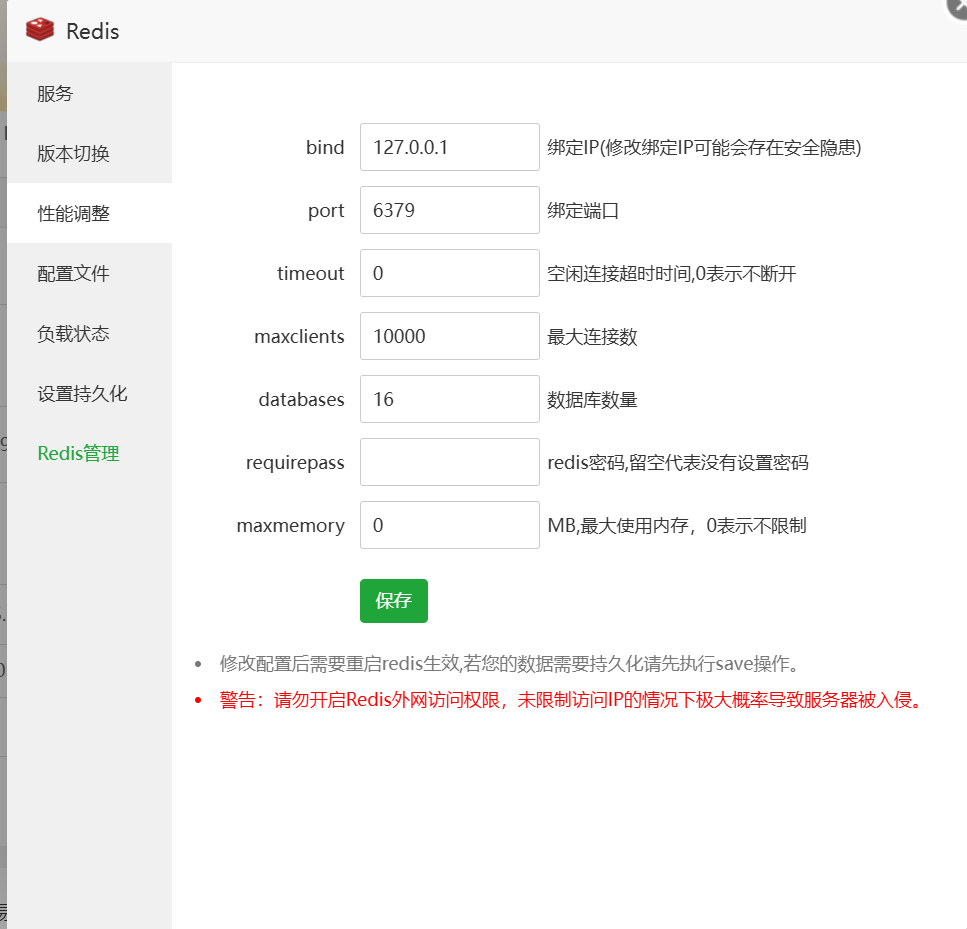 Redis
服务
版本切换
性能调整
配置文件
负载状态
设置持久化
Redis管理
bind 127.0.0.1 绑定IP(修改绑定IP可能会存在安全隐患)
port 6379 绑定端口
timeout 0 空闲连接超时时间,0表示不断开
maxclients 10000 最大连接数
databases 16 数据库数量
requirepass redis密码,留空代表没有设置密码
maxmemory 0 MB,最大使用内存，0表示不限制
保存
修改配置后需要重启redis生效,若您的数据需要持久化请先执行save操作。
警告：请勿开启Redis外网访问权限，未限制访问IP的情况下极大概率导致服务器被入侵。